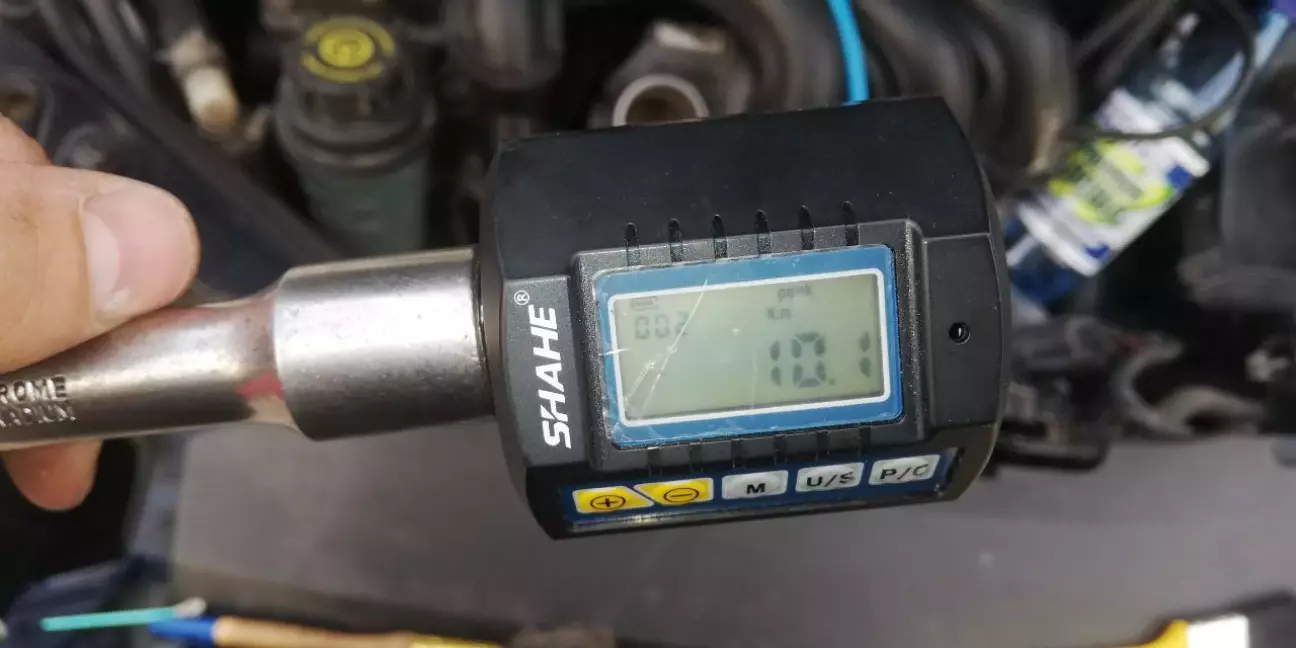 SHAHE®
peak
002
N.m
10.1
M
U/S
P/C
ROME